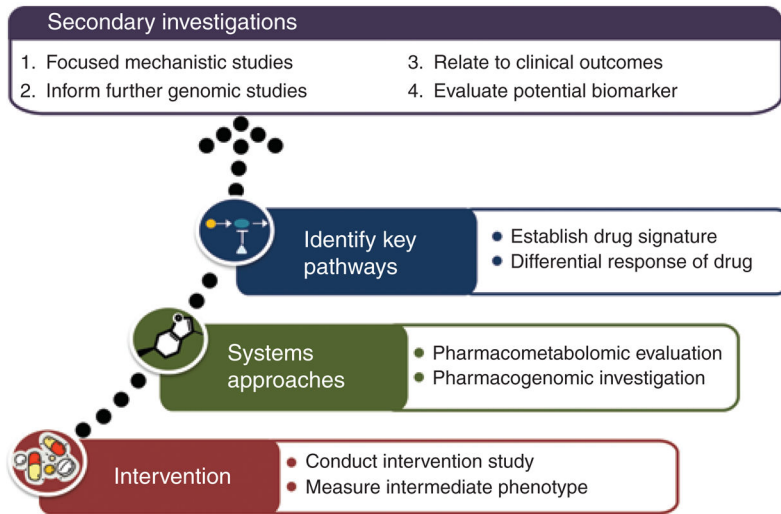 Secondary investigations
1. Focused mechanistic studies
2. Inform further genomic studies
3. Relate to clinical outcomes
4. Evaluate potential biomarker
Identify key
pathways
• Establish drug signature
• Differential response of drug
Systems
approaches
• Pharmacometabolomic evaluation
• Pharmacogenomic investigation
Intervention
• Conduct intervention study
• Measure intermediate phenotype